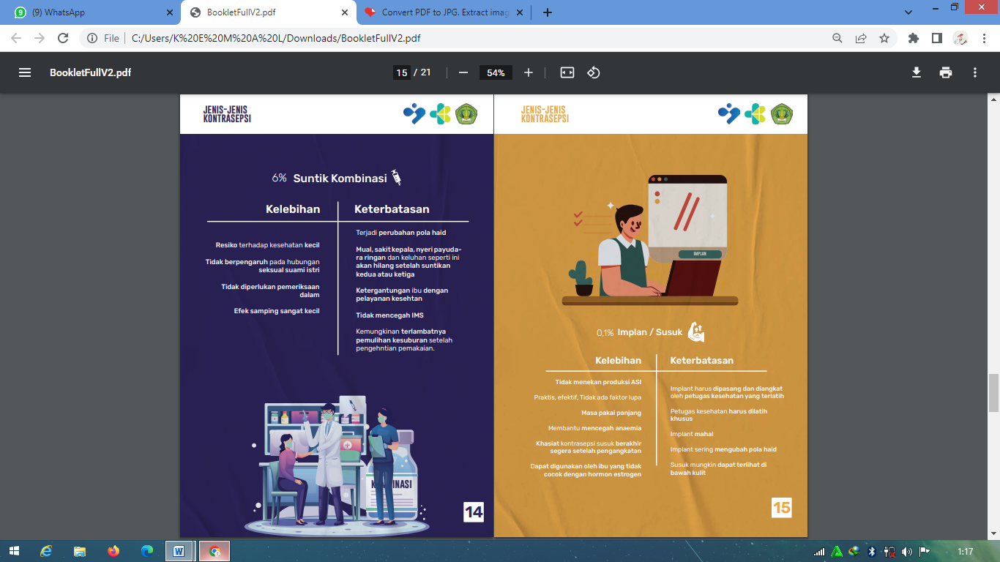 (9) WhatsApp
BookletFullV2.pdf
Convert PDF to JPG. Extract imag
File
C:/Users/K%20E%20M%20A%20L/Downloads/BookletFullV2.pdf
BookletFullV2.pdf
15 / 21
54%
JENIS-JENIS
KONTRASEPSI
6% Suntik Kombinasi
Kelebihan
Resiko terhadap kesehatan kecil
Tidak berpengaruh pada hubungan
seksual suami istri
Tidak diperlukan pemeriksaan
dalam
Efek samping sangat kecil
Keterbatasan
Terjadi perubahan pola haid
Mual, sakit kepala, nyeri payuda-
ra ringan dan keluhan seperti ini
akan hilang setelah suntikan
kedua atau ketiga
Ketergantungan ibu dengan
pelayanan kesehtan
Tidak mencegah IMS
Kemungkinan terlambatnya
pemulihan kesuburan setelah
pengehntian pemakaian.
14
JENIS-JENIS
KONTRASEPSI
IMPLAN
0,1% Implan / Susuk
Kelebihan
Tidak menekan produksi ASI
Praktis, efektif, Tidak ada faktor lupa
Masa pakai panjang
Membantu mencegah anaemia
Khasiat kontrasepsi susuk berakhir
segera setelah pengangkatan
Dapat digunakan oleh ibu yang tidak
cocok dengan hormon estrogen
Keterbatasan
Implant harus dipasang dan diangkat
oleh petugas kesehatan yang terlatih
Petugas kesehatan harus dilatih
khusus
Implant mahal
Implant sering mengubah pola haid
Susuk mungkin dapat terlihat di
bawah kulit
15
1:17